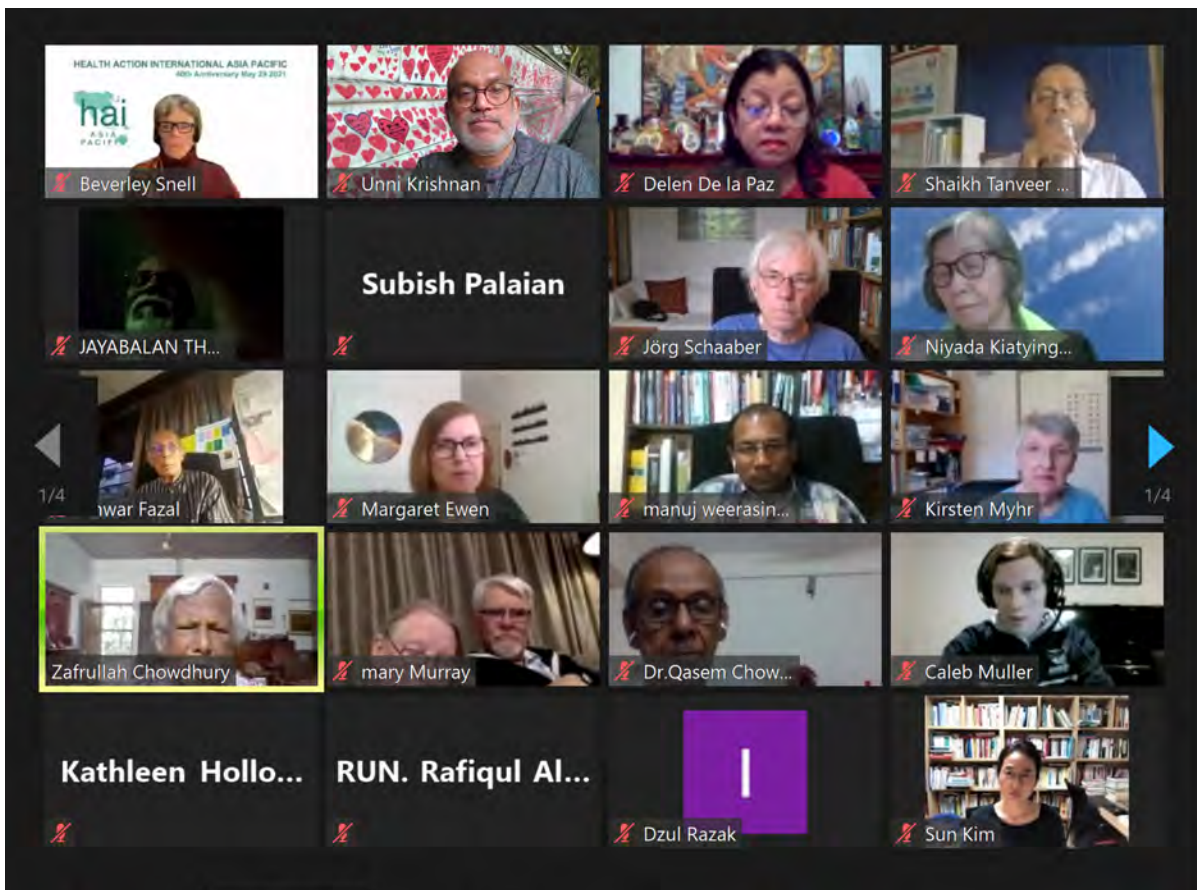 HEALTH ACTION INTERNATIONAL ASIA PACIFIC
40th Anniversary May 29 2021
hai
ASIA
PACIFI
Beverley Snell
Unni Krishnan
Delen De la Paz
Shaikh Tanveer ...
JAYABALAN TH...
Subish Palaian
Jörg Schaaber
Niyada Kiatying...
1/4
nwar Fazal
Margaret Ewen
manuj weerasin...
Kirsten Myhr
1/4
Zafrullah Chowdhury
mary Murray
Dr.Qasem Chow...
Caleb Muller
Kathleen Hollo...
RUN. Rafiqul Al...
I
Dzul Razak
Sun Kim